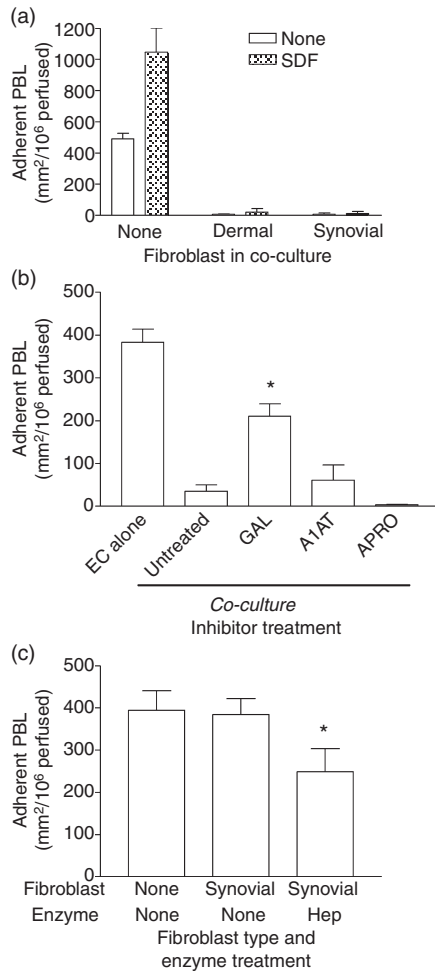 (a)
None
SDF
Adherent PBL
(mm²/10⁶ perfused)
1200
1000
800
600
400
200
0
None Dermal Synovial
Fibroblast in co-culture
(b)
Adherent PBL
(mm²/10⁶ perfused)
500
400
300
200
100
0
*
EC alone Untreated GAL A1AT APRO
Co-culture
Inhibitor treatment
(c)
Adherent PBL
(mm²/10⁶ perfused)
500
400
300
200
100
0
*
Fibroblast None Synovial Synovial
Enzyme None None Hep
Fibroblast type and
enzyme treatment